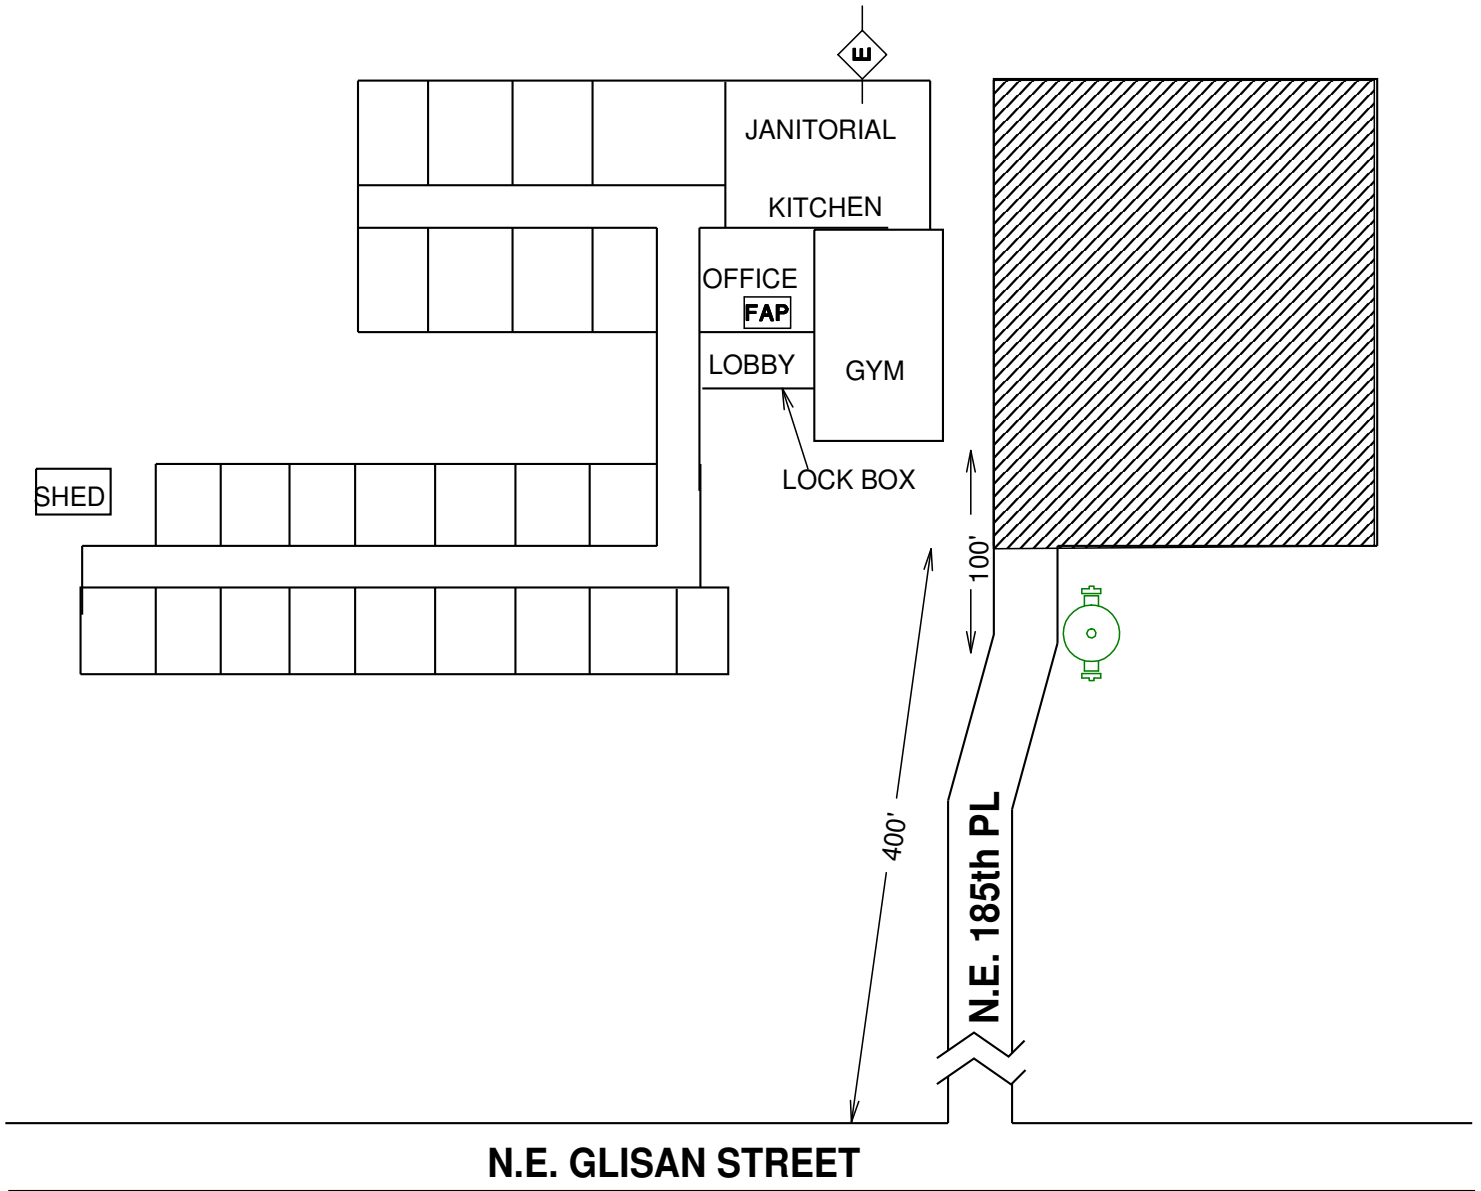 E
JANITORIAL
KITCHEN
OFFICE
FAP
LOBBY
GYM
LOCK BOX
SHED
100'
400'
N.E. 185th PL
N.E. GLISAN STREET